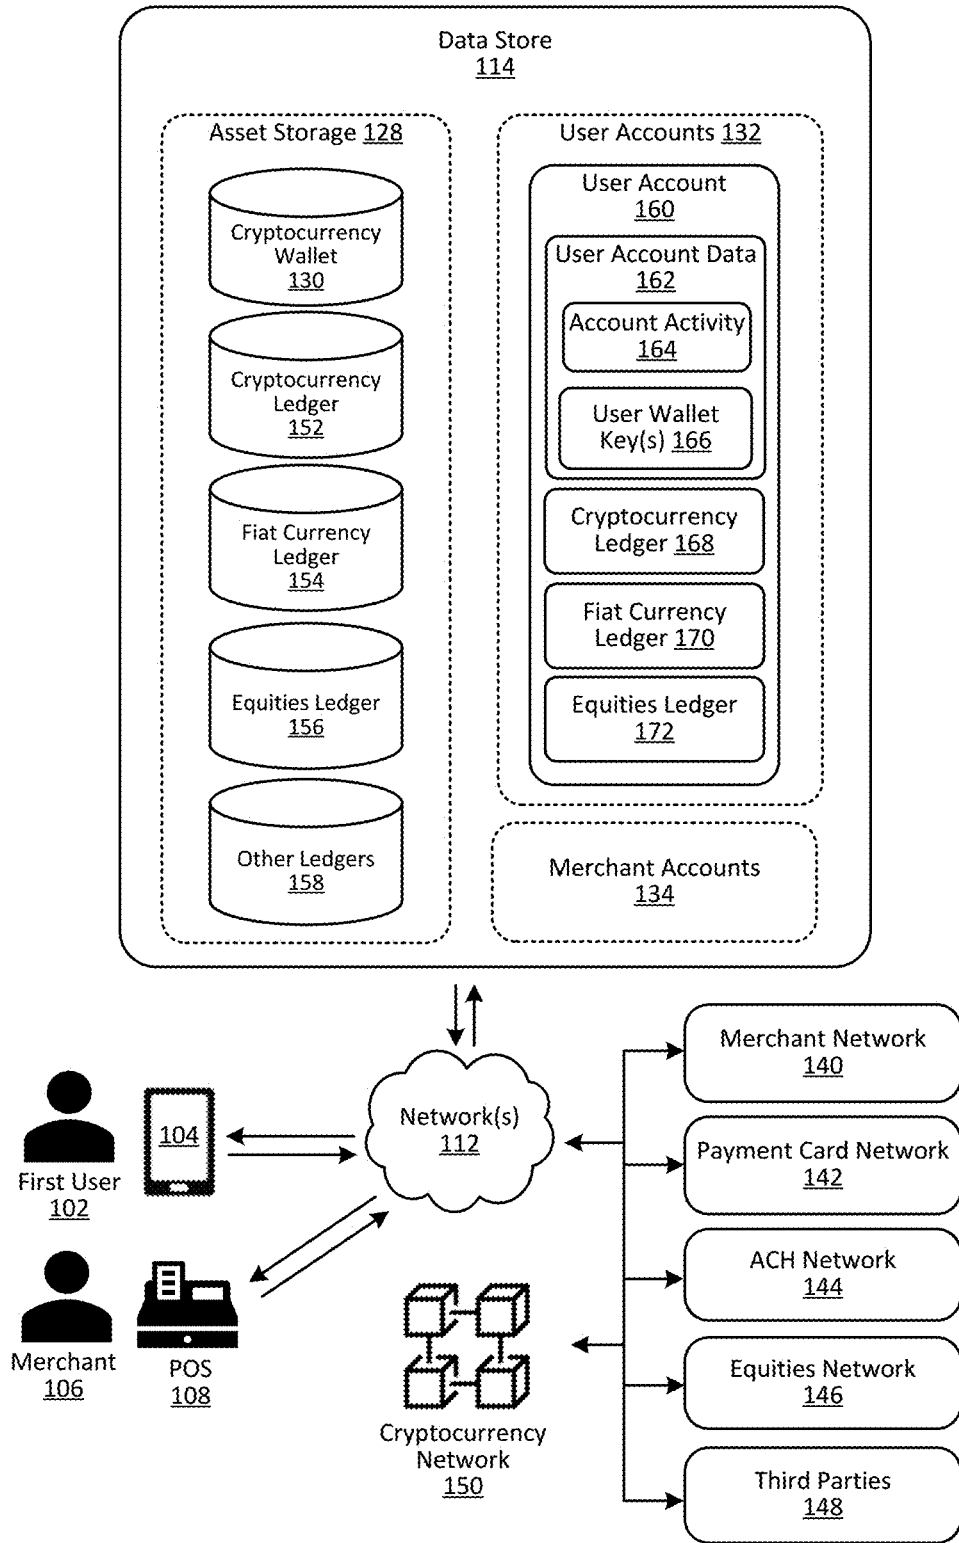 Data Store
114
Asset Storage 128
Cryptocurrency
Wallet
130
Cryptocurrency
Ledger
152
Fiat Currency
Ledger
154
Equities Ledger
156
Other Ledgers
158
User Accounts 132
User Account
160
User Account Data
162
Account Activity
164
User Wallet
Key(s) 166
Cryptocurrency
Ledger 168
Fiat Currency
Ledger 170
Equities Ledger
172
Merchant Accounts
134
First User
102
104
Network(s)
112
Merchant
106
POS
108
Cryptocurrency
Network
150
Merchant Network
140
Payment Card Network
142
ACH Network
144
Equities Network
146
Third Parties
148